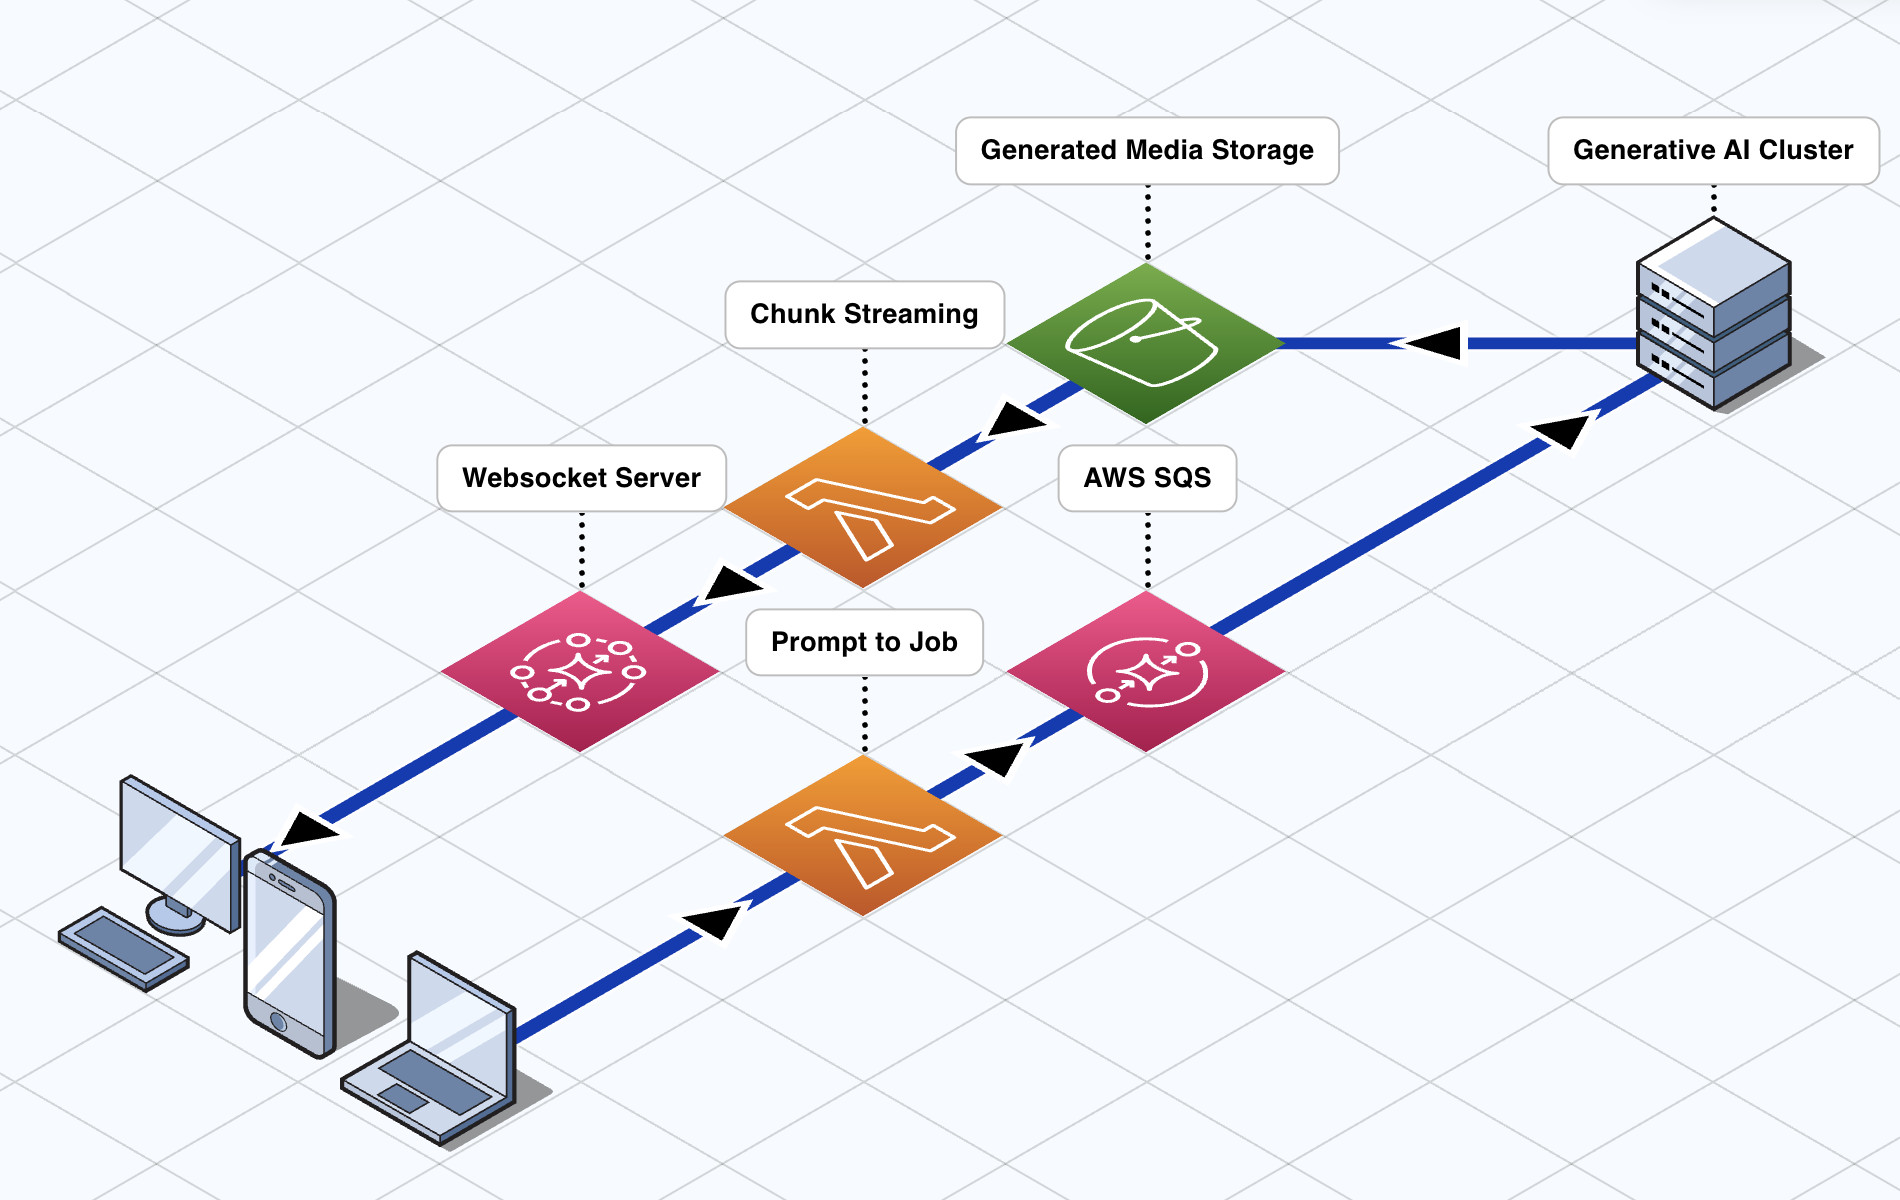 Generated Media Storage
Generative AI Cluster
Chunk Streaming
Websocket Server
AWS SQS
Prompt to Job